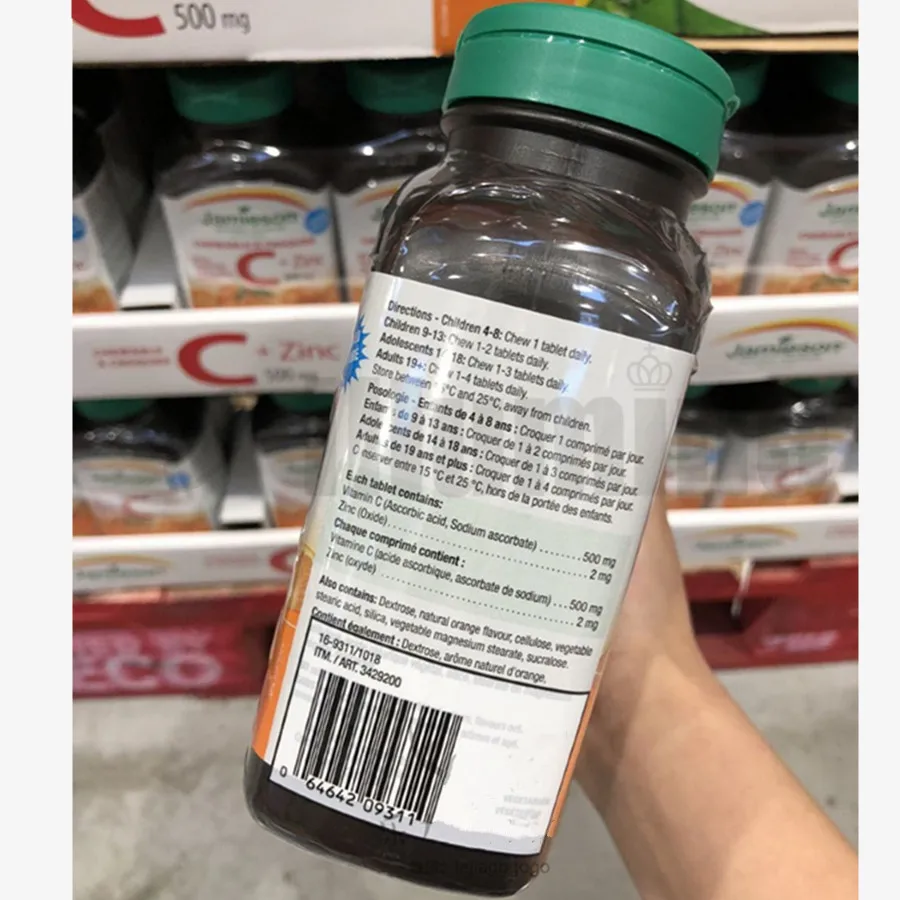 C 500 mg
Jamieson
C + Zinc
Jamieson
C + Zinc
500 mg
Jamieson
Directions - Children 4-8: Chew 1 tablet daily.
Children 9-13: Chew 1-2 tablets daily.
Adolescents 18: Chew 1-3 tablets daily.
Adults 19+: Chew 1-4 tablets daily.
Store between °C and 25°C, away from children.
Posologie - Enfants de 4 à 8 ans : Croquer 1 comprimé par jour.
Enfants de 9 à 13 ans : Croquer de 1 à 2 comprimés par jour.
Adolescents de 14 à 18 ans : Croquer de 1 à 3 comprimés par jour.
Adultes de 19 ans et plus : Croquer de 1 à 4 comprimés par jour.
Conserver entre 15 °C et 25 °C, hors de la portée des enfants.
Each tablet contains:
Vitamin C (Ascorbic acid, Sodium ascorbate) ........ 500 mg
Zinc (Oxide) ........ 2 mg
Chaque comprimé contient :
Vitamine C (acide ascorbique, ascorbate de sodium) ... 500 mg
Zinc (oxyde) ........ 2 mg
Also contains: Dextrose, natural orange flavour, cellulose, vegetable
stearic acid, silica, vegetable magnesium stearate, sucralose.
Contient également : Dextrose, arôme naturel d'orange.
16-9311/1018
ITM. / ART. 3429200
0 64642 09311